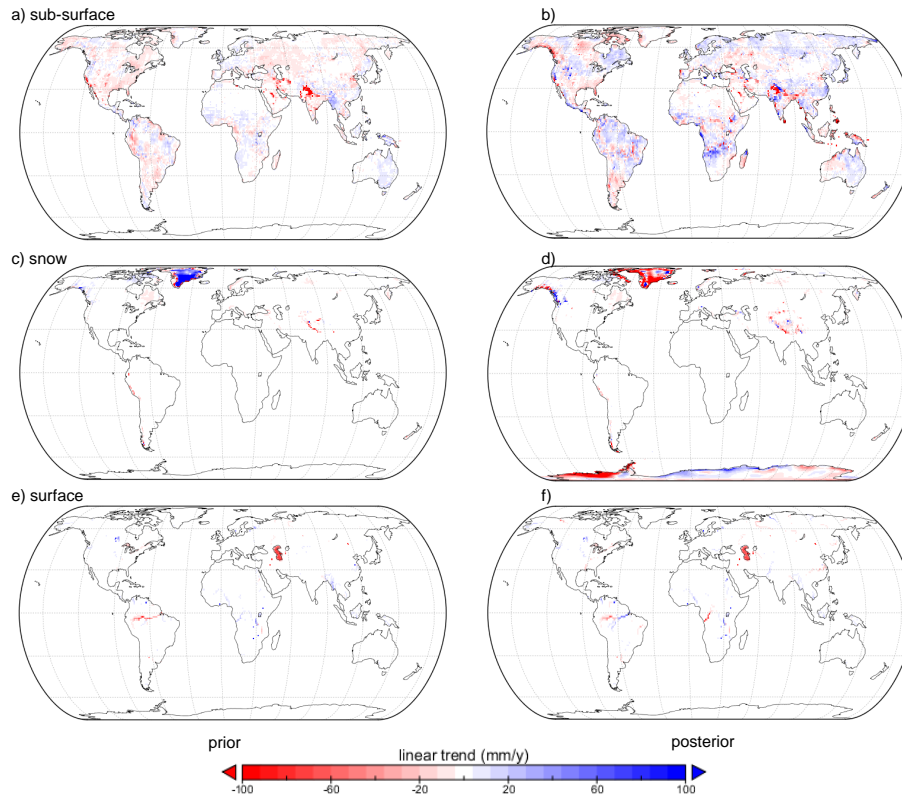 a) sub-surface
b)
c) snow
d)
e) surface
f)
prior
posterior
linear trend (mm/y)
-100 -60 -20 20 60 100